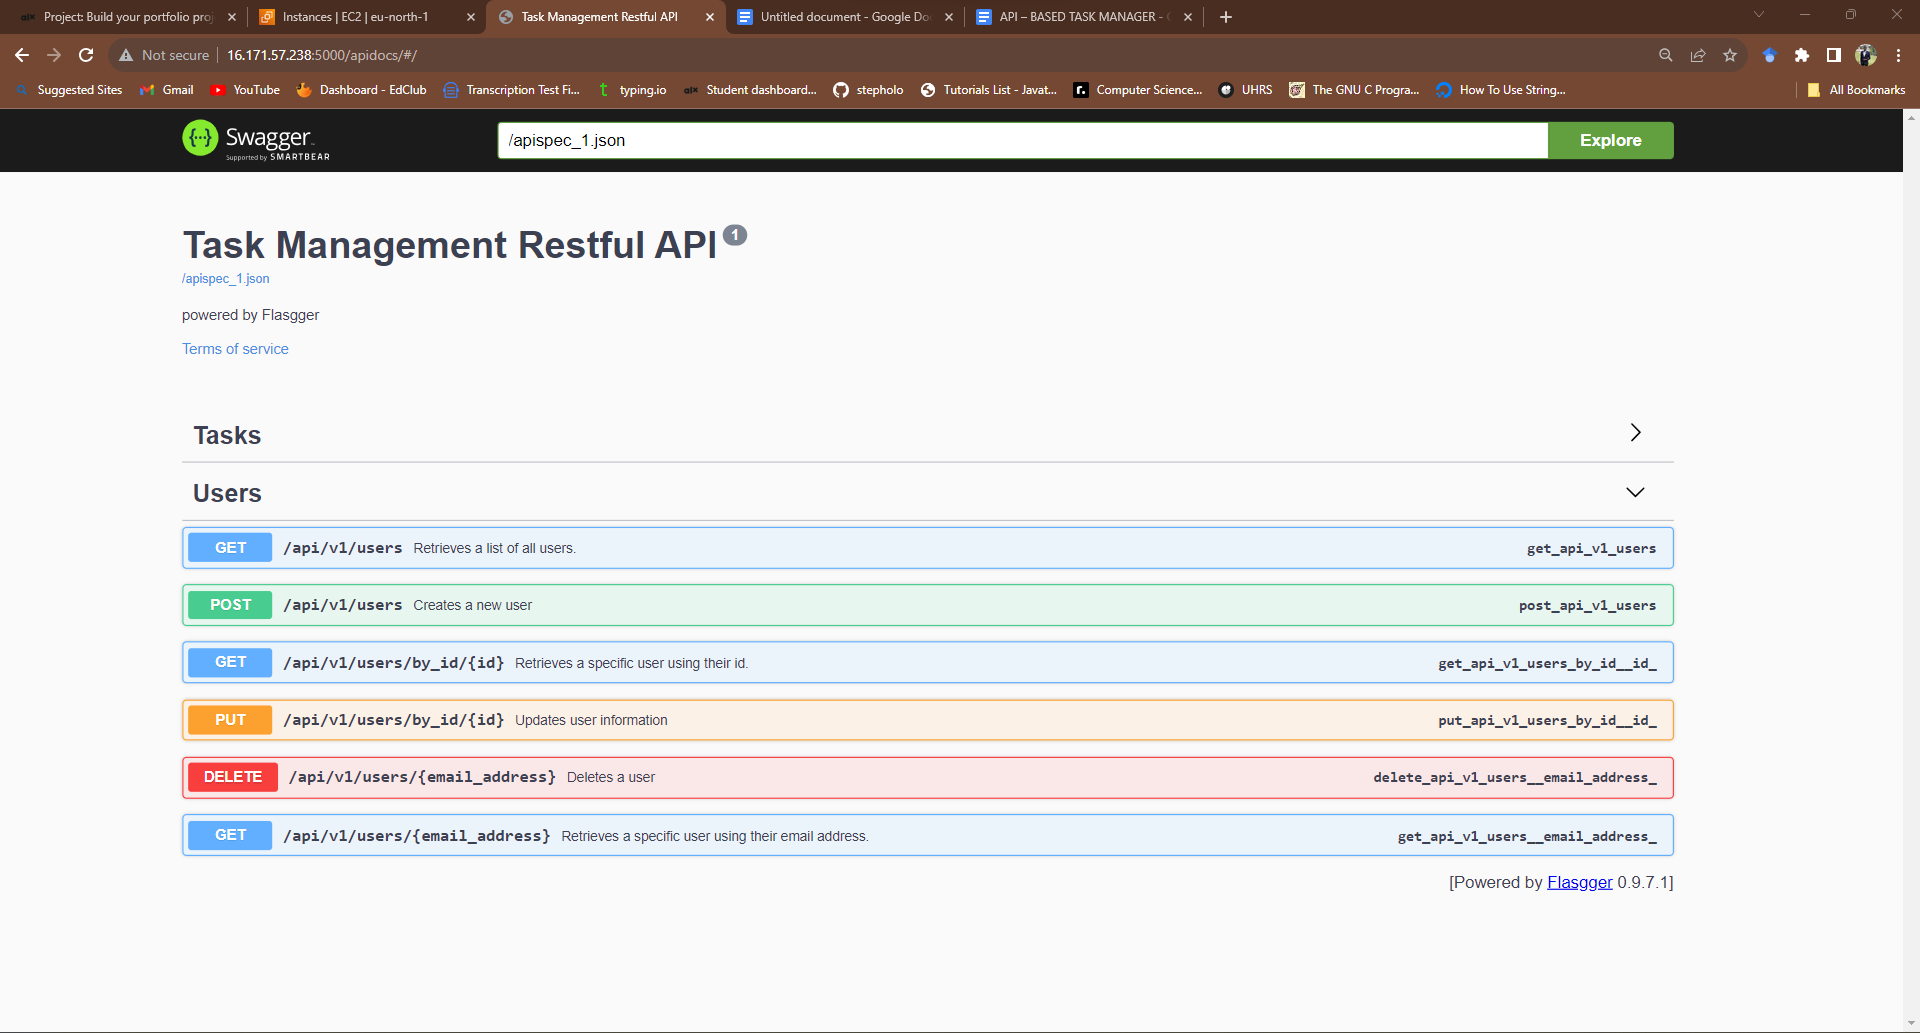 Project: Build your portfolio proj
Instances | EC2 | eu-north-1
Task Management Restful API
Untitled document - Google Do
API – BASED TASK MANAGER -
Not secure
16.171.57.238:5000/apidocs/#/
Suggested Sites
Gmail
YouTube
Dashboard - EdClub
Transcription Test Fi...
typing.io
Student dashboard...
stepholo
Tutorials List - Javat...
Computer Science...
UHRS
The GNU C Progra...
How To Use String...
All Bookmarks
Swagger
Supported by SMARTBEAR
/apispec_1.json
Explore
Task Management Restful API 1
/apispec_1.json
powered by Flasgger
Terms of service
Tasks
Users
GET /api/v1/users Retrieves a list of all users. get_api_v1_users
POST /api/v1/users Creates a new user post_api_v1_users
GET /api/v1/users/by_id/{id} Retrieves a specific user using their id. get_api_v1_users_by_id__id_
PUT /api/v1/users/by_id/{id} Updates user information put_api_v1_users_by_id__id_
DELETE /api/v1/users/{email_address} Deletes a user delete_api_v1_users__email_address_
GET /api/v1/users/{email_address} Retrieves a specific user using their email address. get_api_v1_users__email_address_
[Powered by Flasgger 0.9.7.1]